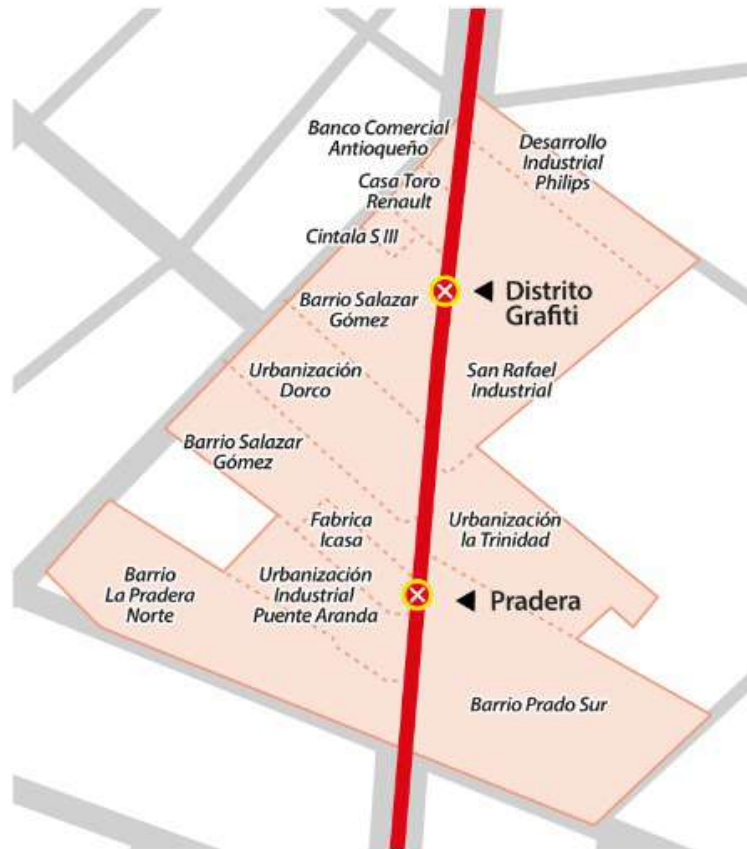 Banco Comercial
Antioqueño
Desarrollo
Industrial
Philips
Casa Toro
Renault
Cintala S III
Barrio Salazar
Gómez
Distrito
Grafiti
Urbanización
Dorco
San Rafael
Industrial
Barrio Salazar
Gómez
Fabrica
Icasa
Urbanización
la Trinidad
Barrio
La Pradera
Norte
Urbanización
Industrial
Puente Aranda
Pradera
Barrio Prado Sur